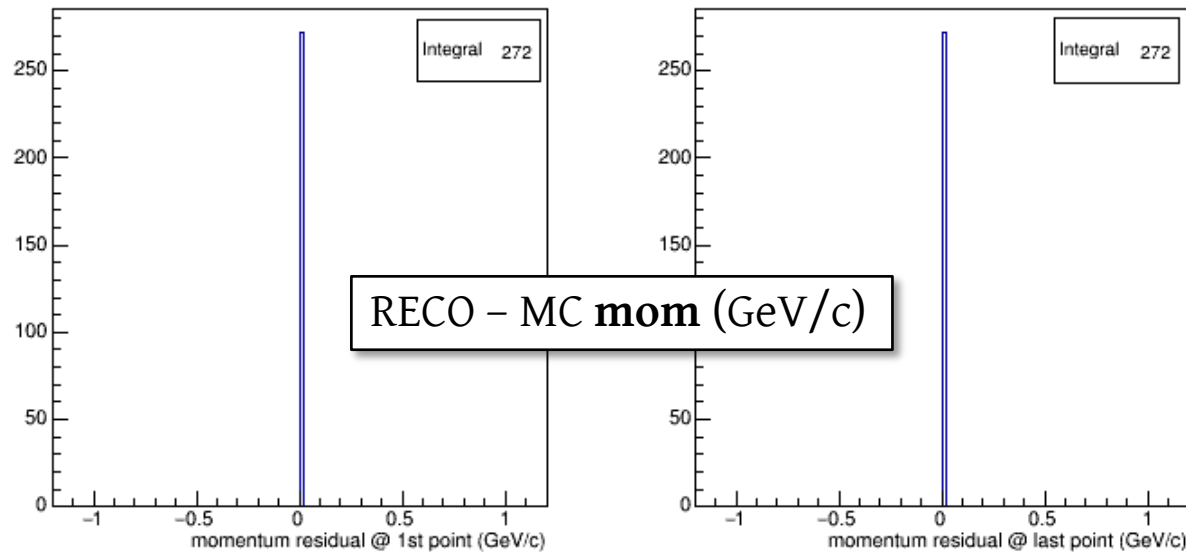 Integral 272
250
200
150
100
50
0
−1 −0.5 0 0.5 1
momentum residual @ 1st point (GeV/c)
Integral 272
250
200
150
100
50
0
−1 −0.5 0 0.5 1
momentum residual @ last point (GeV/c)
RECO – MC mom (GeV/c)